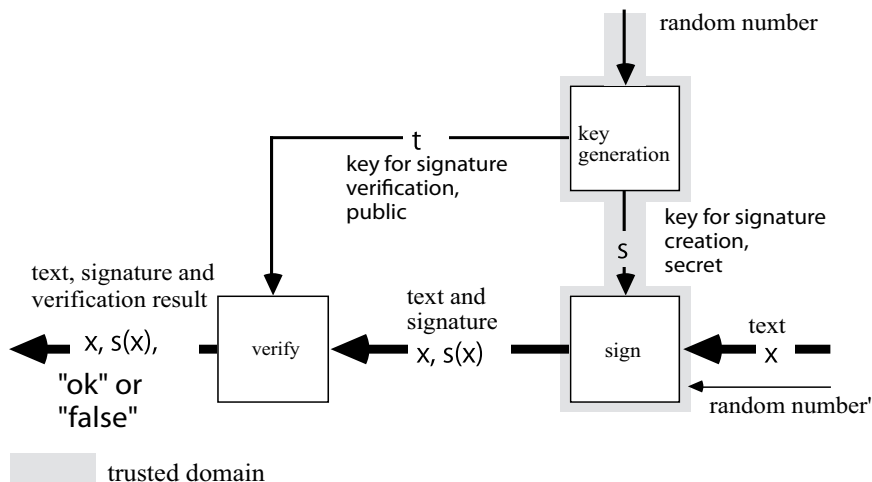 random number
key
generation
t
key for signature
verification,
public
key for signature
creation,
secret
s
text, signature and
verification result
text and
signature
text
x, s(x),
verify
x, s(x)
sign
x
"ok" or
"false"
random number'
trusted domain